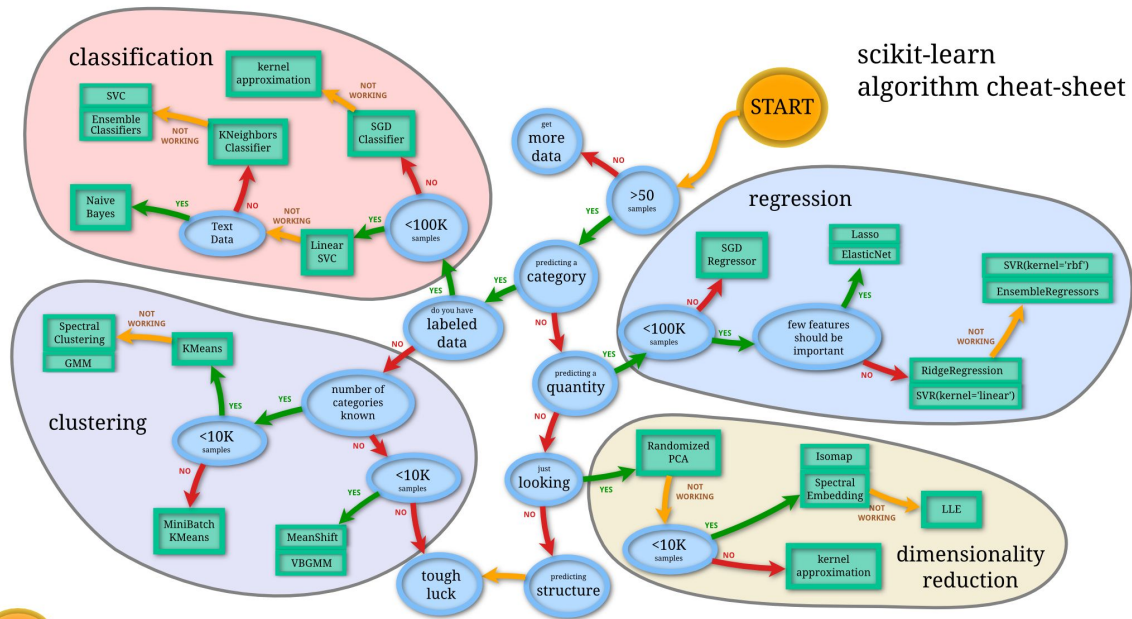 scikit-learn
algorithm cheat-sheet
START
classification
kernel
approximation
NOT
WORKING
SVC
Ensemble
Classifiers
NOT
WORKING
KNeighbors
Classifier
SGD
Classifier
NO
NO
Naive
Bayes
YES
Text
Data
NOT
WORKING
Linear
SVC
YES
<100K
samples
get
more
data
NO
>50
samples
YES
predicting a
category
YES
NO
do you have
labeled
data
YES
NO
predicting a
quantity
YES
NO
just
looking
YES
NO
predicting
structure
tough
luck
regression
SGD
Regressor
NO
<100K
samples
YES
Lasso
ElasticNet
YES
few features
should be
important
NO
SVR(kernel='rbf')
EnsembleRegressors
NOT
WORKING
RidgeRegression
SVR(kernel='linear')
clustering
Spectral
Clustering
GMM
NOT
WORKING
KMeans
YES
<10K
samples
YES
number of
categories
known
NO
NO
MiniBatch
KMeans
<10K
samples
YES
NO
MeanShift
VBGMM
dimensionality
reduction
Randomized
PCA
NOT
WORKING
<10K
samples
YES
NO
Isomap
Spectral
Embedding
NOT
WORKING
LLE
kernel
approximation